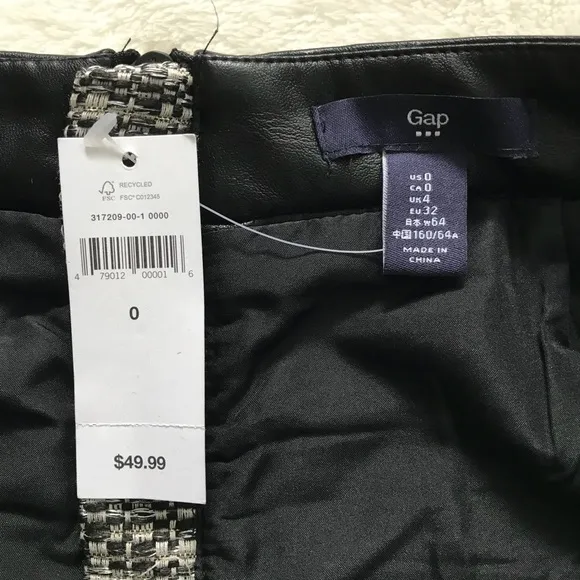 RECYCLED
FSC
FSC® C012345
317209-00-1 0000
4 79012 00001 6
0
$49.99
Gap
US 0
CA 0
UK 4
EU 32
日本 W64
中国 160/64A
MADE IN
CHINA